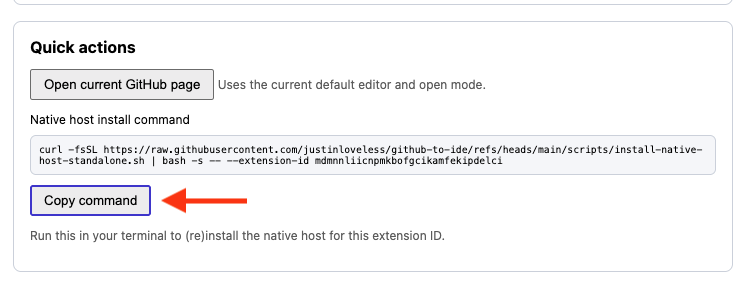 Quick actions
Open current GitHub page Uses the current default editor and open mode.
Native host install command
curl -fsSL https://raw.githubusercontent.com/justinloveless/github-to-ide/refs/heads/main/scripts/install-native-
host-standalone.sh | bash -s -- --extension-id mdmnnliicnpmkbofgcikamfekipdelci
Copy command
Run this in your terminal to (re)install the native host for this extension ID.